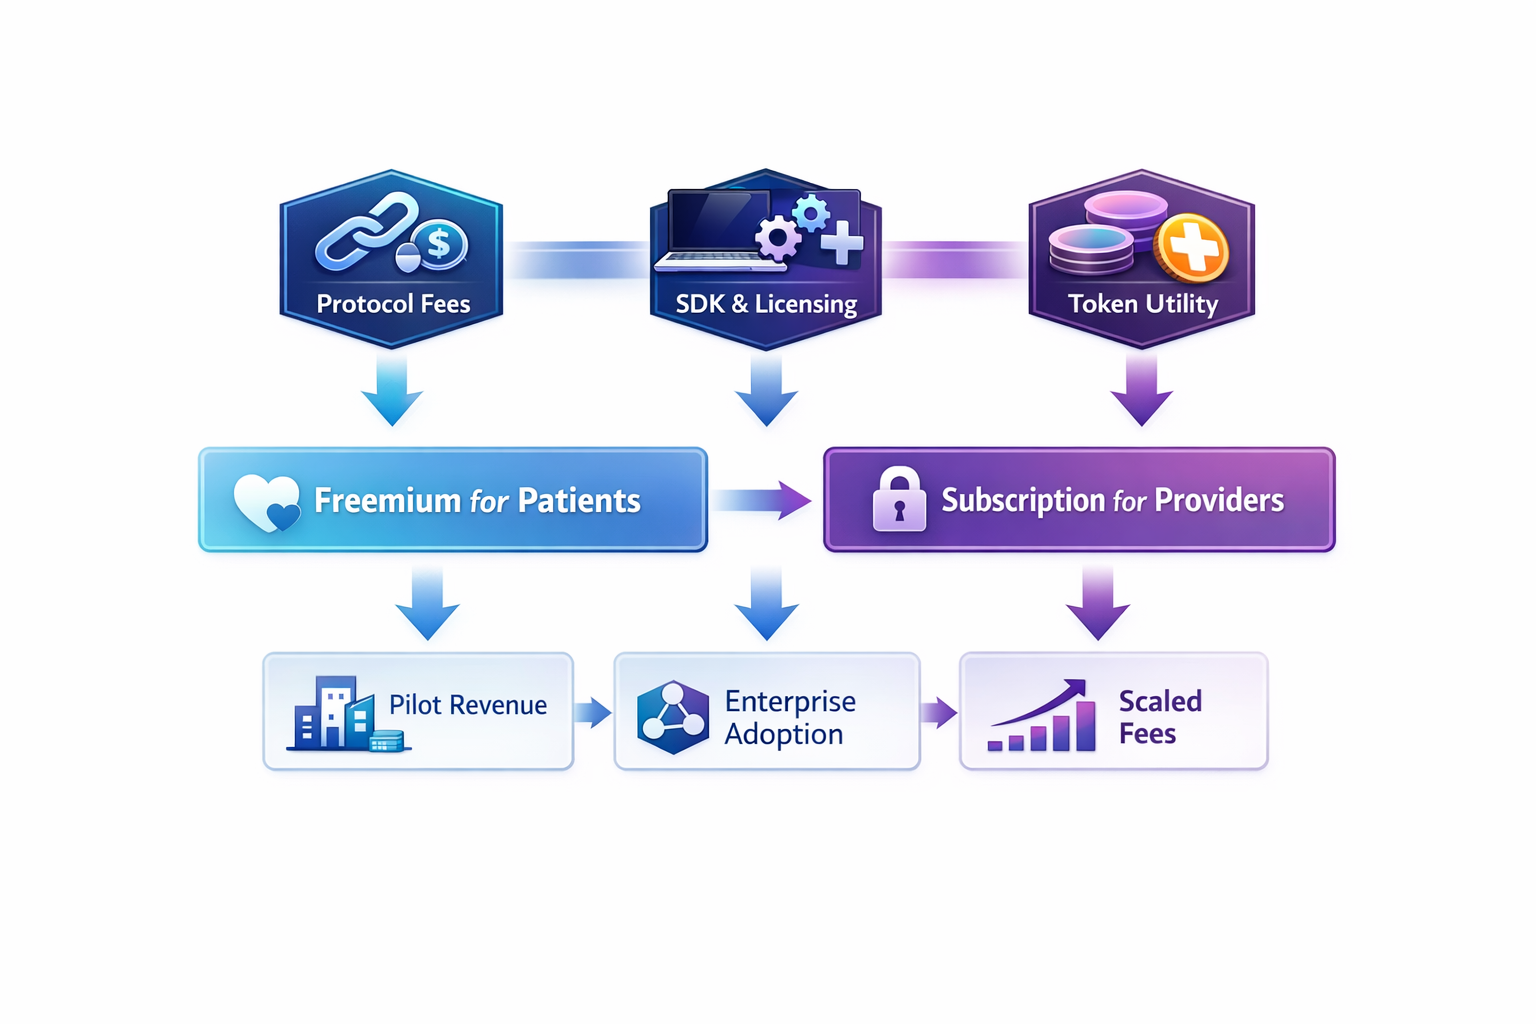 Protocol Fees
SDK & Licensing
Token Utility
$
Freemium for Patients
Subscription for Providers
Pilot Revenue
Enterprise
Adoption
Scaled
Fees